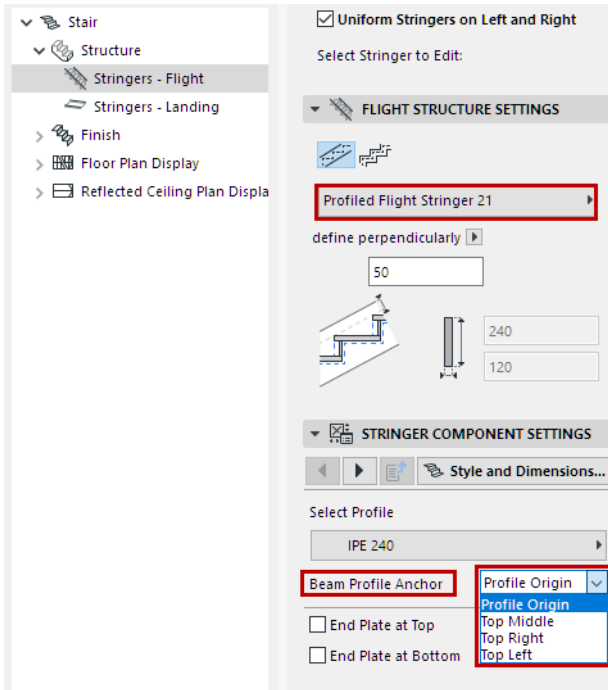 Stair
Structure
Stringers - Flight
Stringers - Landing
Finish
Floor Plan Display
Reflected Ceiling Plan Displa
Uniform Stringers on Left and Right
Select Stringer to Edit:
FLIGHT STRUCTURE SETTINGS
Profiled Flight Stringer 21
define perpendicularly
50
240
120
STRINGER COMPONENT SETTINGS
Style and Dimensions...
Select Profile
IPE 240
Beam Profile Anchor
Profile Origin
Profile Origin
Top Middle
Top Right
Top Left
End Plate at Top
End Plate at Bottom